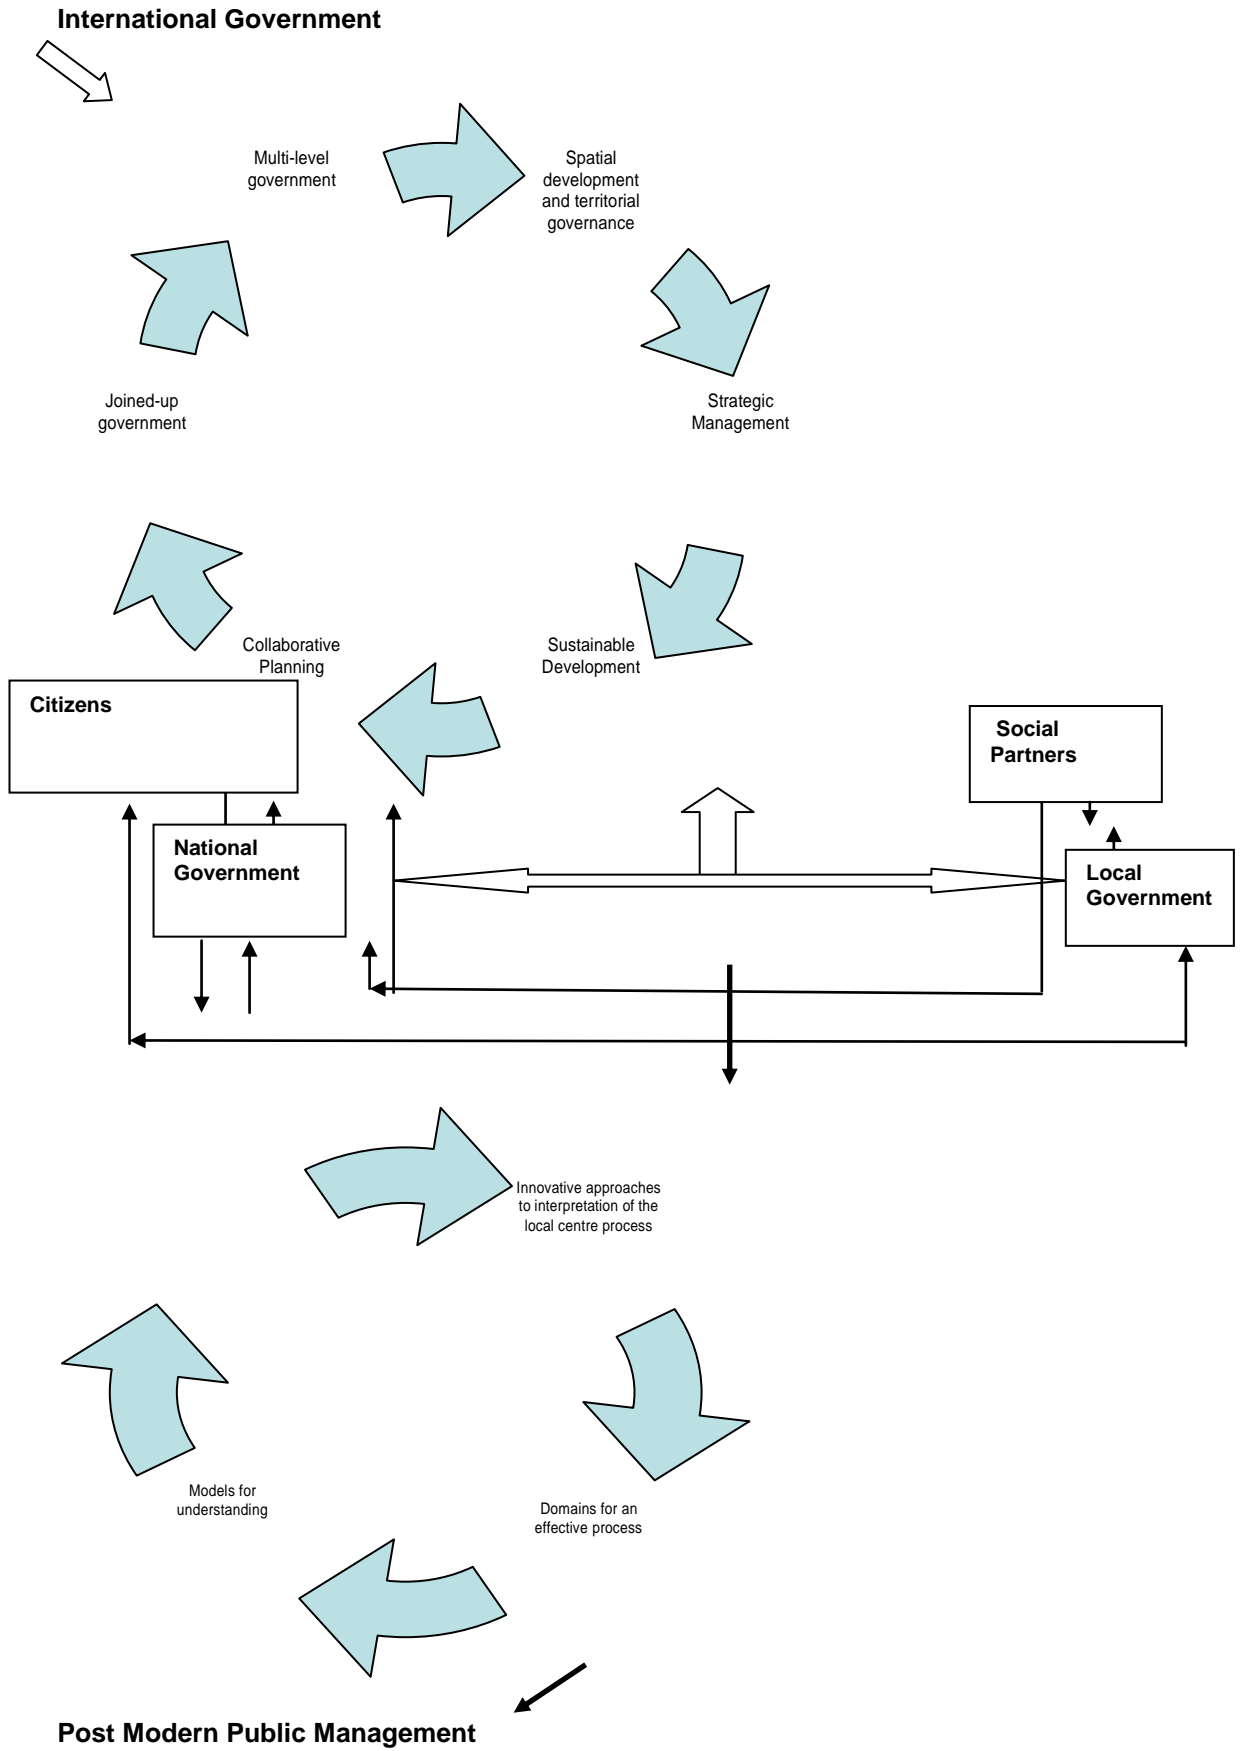 International Government
Multi-level
government
Spatial
development
and territorial
governance
Joined-up
government
Strategic
Management
Collaborative
Planning
Sustainable
Development
Citizens
Social
Partners
National
Government
Local
Government
Innovative approaches
to interpretation of the
local centre process
Models for
understanding
Domains for an
effective process
Post Modern Public Management